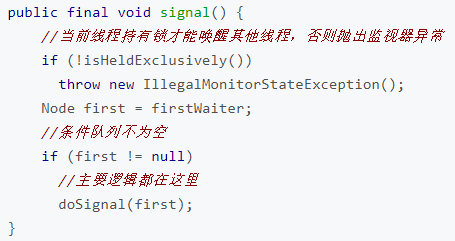 public final void signal() {
//当前线程持有锁才能唤醒其他线程，否则抛出监视器异常
if (!isHeldExclusively())
throw new IllegalMonitorStateException();
Node first = firstWaiter;
//条件队列不为空
if (first != null)
//主要逻辑都在这里
doSignal(first);
}